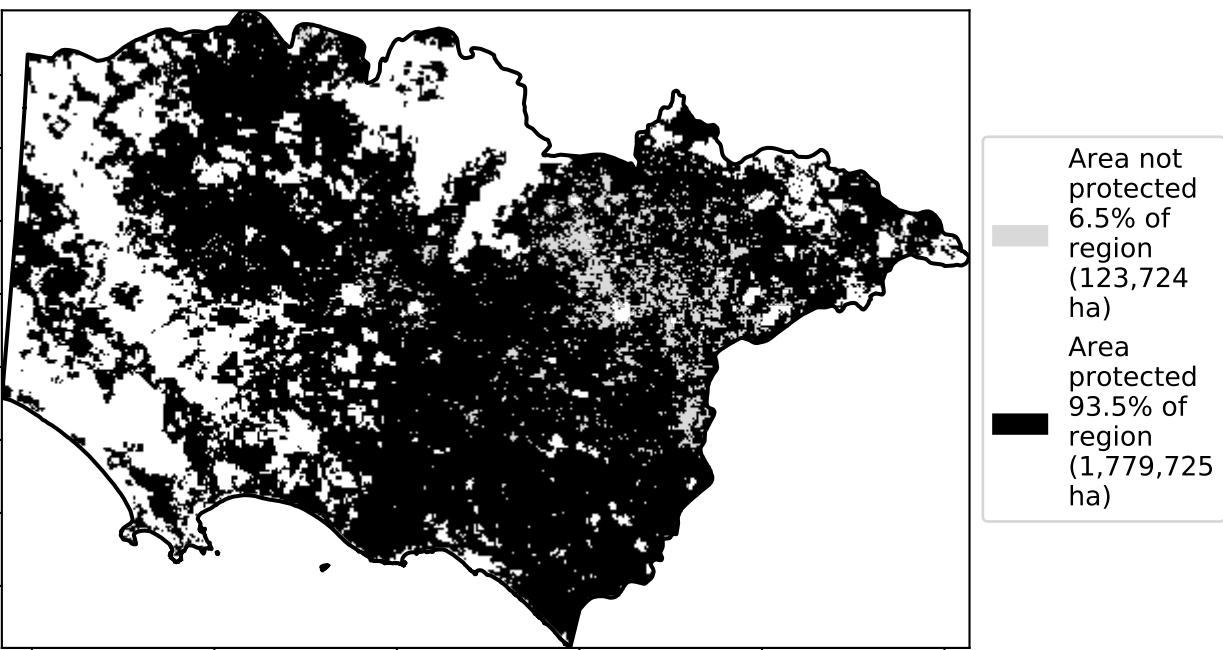 Area not
protected
6.5% of
region
(123,724
ha)
Area
protected
93.5% of
region
(1,779,725
ha)